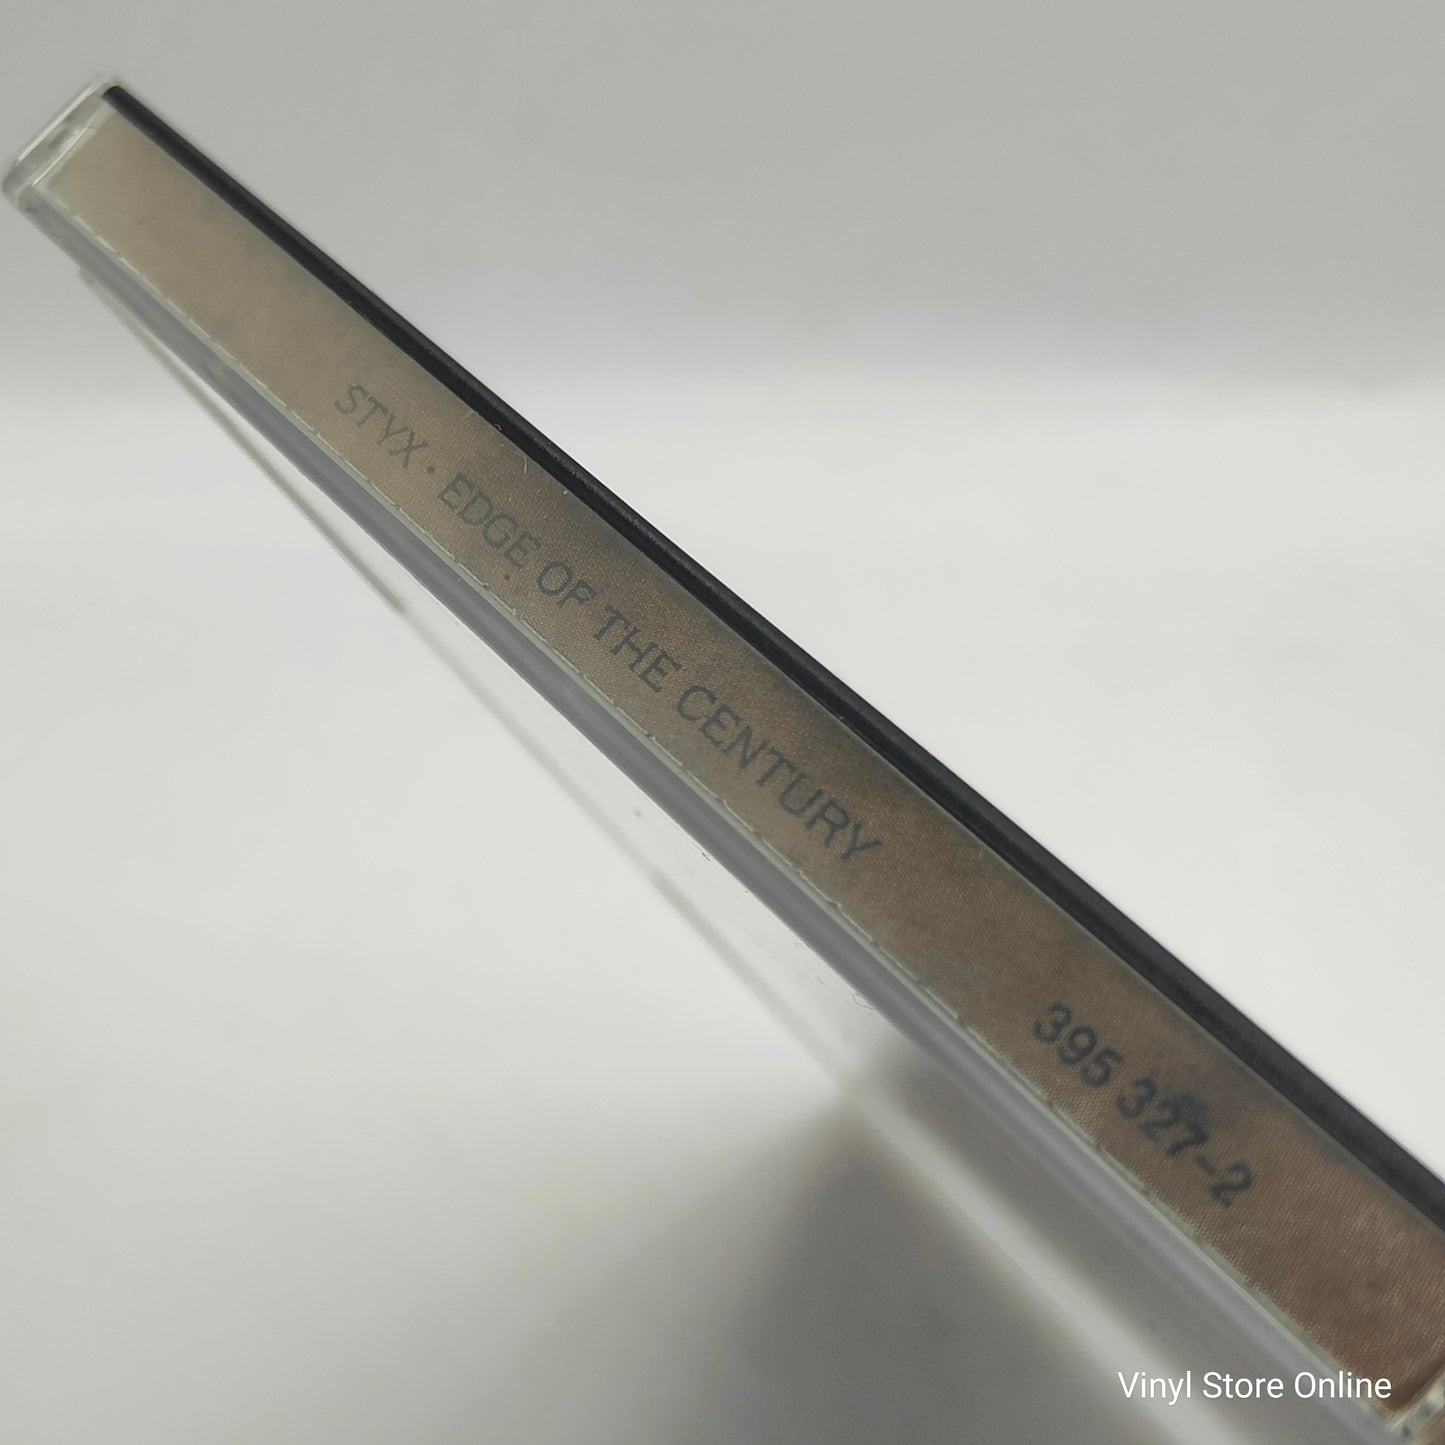 STYX · EDGE OF THE CENTURY
395 327-2
Vinyl Store Online